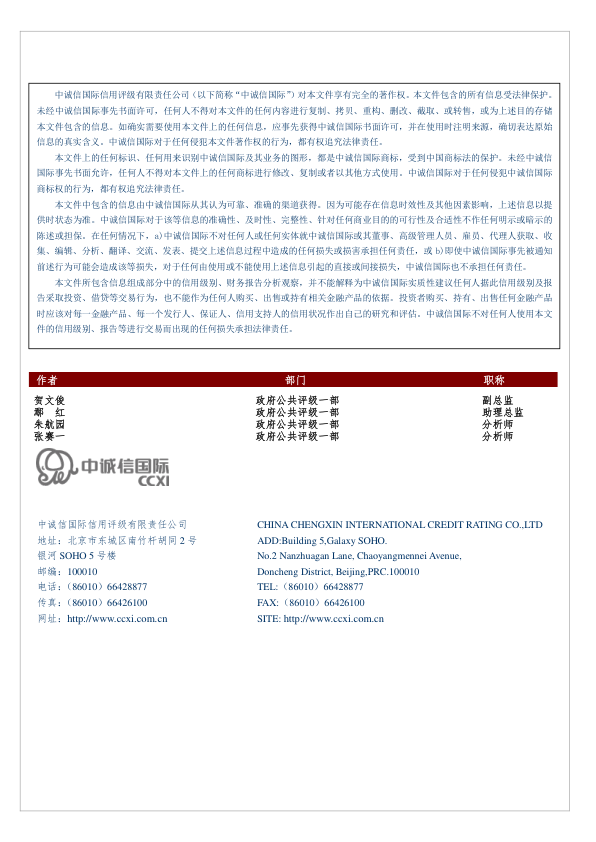 中诚信国际信用评级有限责任公司（以下简称“中诚信国际”）对本文件享有完全的著作权。本文件包含的所有信息受法律保护。
未经中诚信国际事先书面许可，任何人不得对本文件的任何内容进行复制、拷贝、重构、删改、截取、或转售，或为上述目的存储
本文件包含的信息。如确实需要使用本文件上的任何信息，应事先获得中诚信国际书面许可，并在使用时注明来源，确切表达原始
信息的真实含义。中诚信国际对于任何侵犯本文件著作权的行为，都有权追究法律责任。
本文件上的任何标识、任何用来识别中诚信国际及其业务的图形，都是中诚信国际商标，受到中国商标法的保护。未经中诚信
国际事先书面允许，任何人不得对本文件上的任何商标进行修改、复制或者以其他方式使用。中诚信国际对于任何侵犯中诚信国际
商标权的行为，都有权追究法律责任。
本文件中包含的信息由中诚信国际从其认为可靠、准确的渠道获得。因为可能存在信息时效性及其他因素影响，上述信息以提
供时状态为准。中诚信国际对于该等信息的准确性、及时性、完整性、针对任何商业目的的可行性及合适性不作任何明示或暗示的
陈述或担保。在任何情况下，a)中诚信国际不对任何人或任何实体就中诚信国际或其董事、高级管理人员、雇员、代理人获取、收
集、编辑、分析、翻译、交流、发表、提交上述信息过程中造成的任何损失或损害承担任何责任，或 b)即使中诚信国际事先被通知
前述行为可能会造成该等损失，对于任何由使用或不能使用上述信息引起的直接或间接损失，中诚信国际也不承担任何责任。
本文件所包含信息组成部分中的信用级别、财务报告分析观察，并不能解释为中诚信国际实质性建议任何人据此信用级别及报
告采取投资、借贷等交易行为，也不能作为任何人购买、出售或持有相关金融产品的依据。投资者购买、持有、出售任何金融产品
时应该对每一金融产品、每一个发行人、保证人、信用支持人的信用状况作出自己的研究和评估。中诚信国际不对任何人使用本文
件的信用级别、报告等进行交易而出现的任何损失承担法律责任。
作者 部门 职称
贺文俊 政府公共评级一部 副总监
鄢 红 政府公共评级一部 助理总监
朱航园 政府公共评级一部 分析师
张赛一 政府公共评级一部 分析师
中诚信国际
CCXI
中诚信国际信用评级有限责任公司 CHINA CHENGXIN INTERNATIONAL CREDIT RATING CO.,LTD
地址：北京市东城区南竹杆胡同 2 号 ADD:Building 5,Galaxy SOHO.
银河 SOHO 5 号楼 No.2 Nanzhuagan Lane, Chaoyangmennei Avenue,
邮编：100010 Doncheng District, Beijing,PRC.100010
电话：（86010）66428877 TEL:（86010）66428877
传真：（86010）66426100 FAX:（86010）66426100
网址：http://www.ccxi.com.cn SITE: http://www.ccxi.com.cn